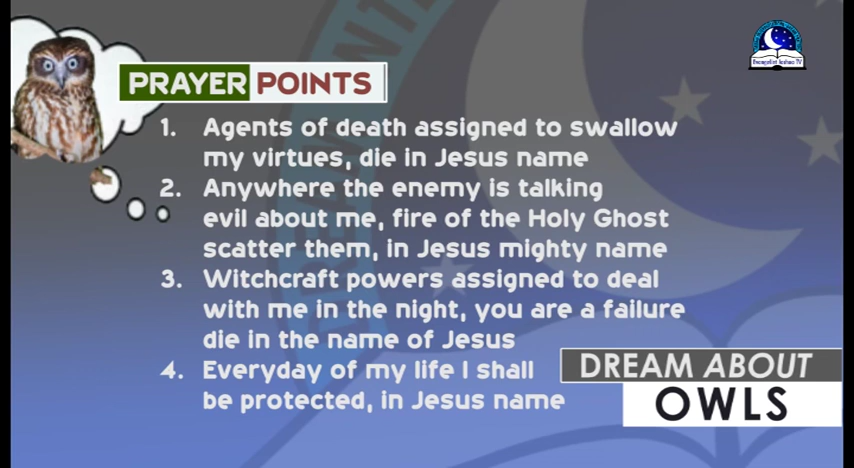 Evangelist Joshua TV
PRAYER POINTS
1. Agents of death assigned to swallow
my virtues, die in Jesus name
2. Anywhere the enemy is talking
evil about me, fire of the Holy Ghost
scatter them, in Jesus mighty name
3. Witchcraft powers assigned to deal
with me in the night, you are a failure
die in the name of Jesus
4. Everyday of my life I shall
be protected, in Jesus name
DREAM ABOUT
OWLS